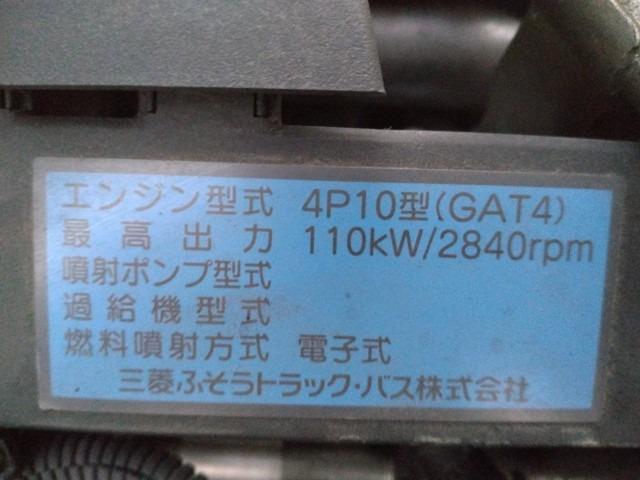 エンジン型式 4P10型(GAT4)
最高出力 110kW/2840rpm
噴射ポンプ型式
過給機型式
燃料噴射方式 電子式
三菱ふそうトラック・バス株式会社